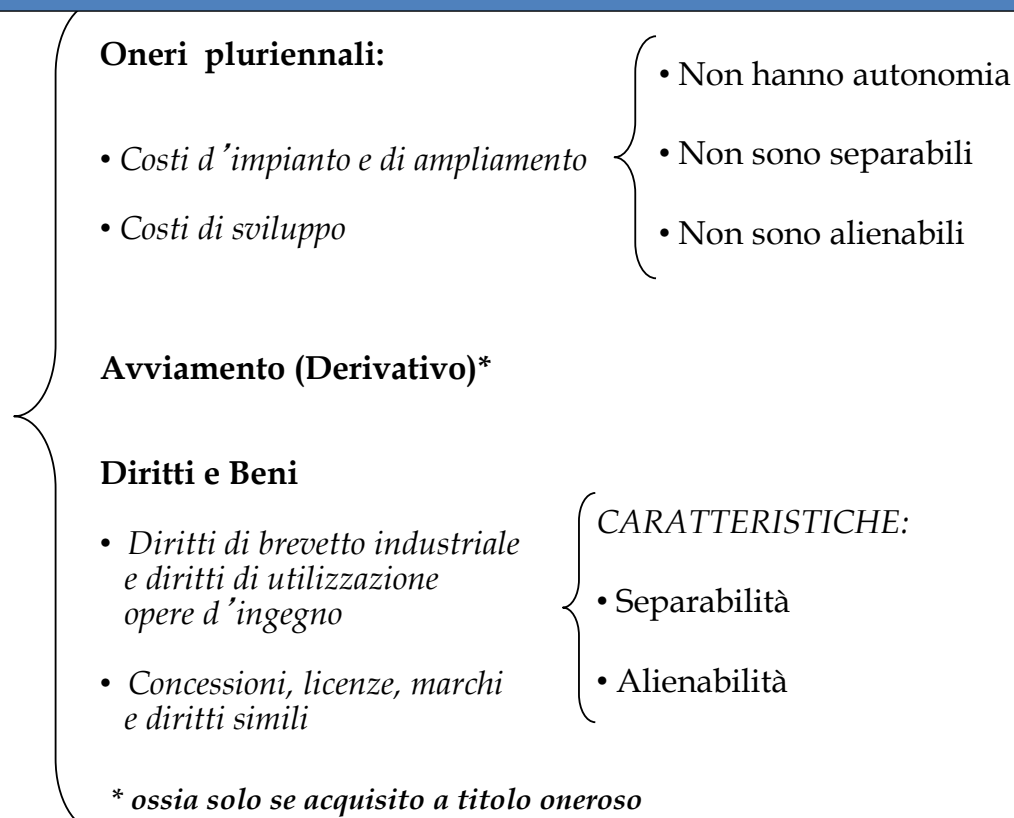 Oneri pluriennali:
• Costi d’impianto e di ampliamento
• Costi di sviluppo
• Non hanno autonomia
• Non sono separabili
• Non sono alienabili
Avviamento (Derivativo)*
Diritti e Beni
• Diritti di brevetto industriale
e diritti di utilizzazione
opere d’ingegno
• Concessioni, licenze, marchi
e diritti simili
CARATTERISTICHE:
• Separabilità
• Alienabilità
* ossia solo se acquisito a titolo oneroso